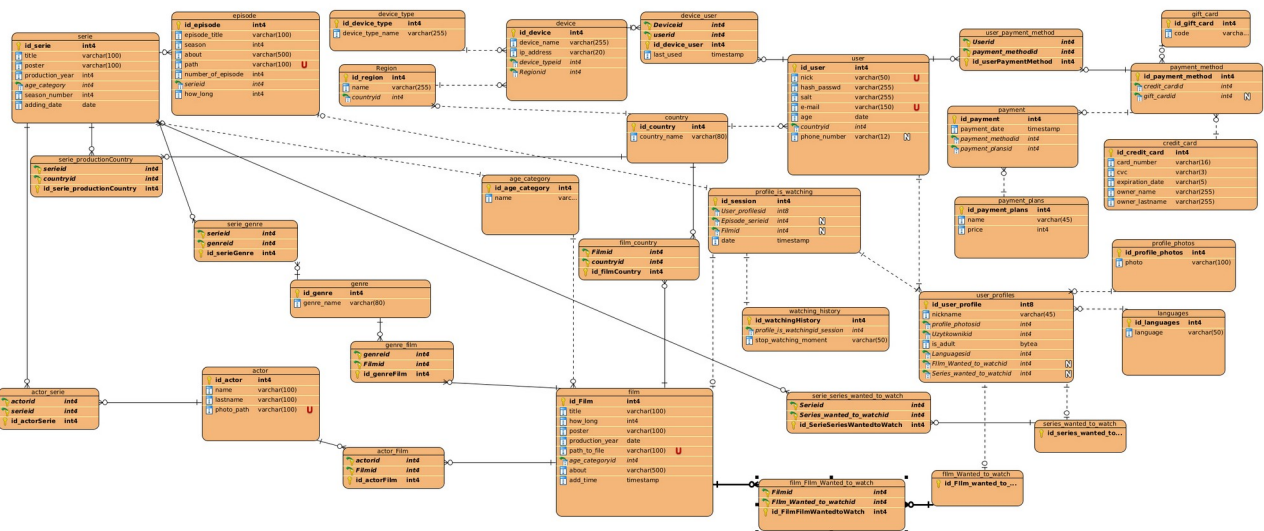 serie
id_serie int4
title varchar(100)
poster varchar(100)
production_year int4
age_category int4
season_number int4
adding_date date
episode
id_episode int4
episode_title varchar(100)
season int4
about varchar(500)
path varchar(100) U
number_of_episode int4
serieid int4
how_long int4
device_type
id_device_type int4
device_type_name varchar(255)
Region
id_region int4
name varchar(255)
countryid int4
device
id_device int4
device_name varchar(255)
ip_address varchar(20)
device_typeid int4
Regionid int4
device_user
Deviceid int4
userid int4
id_device_user int4
last_used timestamp
user
id_user int4
nick varchar(50) U
hash_passwd varchar(255)
salt varchar(255)
e-mail varchar(150) U
age date
countryid int4
phone_number varchar(12) N
user_payment_method
Userid int4
payment_methodid int4
id_userPaymentMethod int4
gift_card
id_gift_card int4
code varcha...
payment_method
id_payment_method int4
credit_cardid int4
gift_cardid int4 N
payment
id_payment int4
payment_date timestamp
payment_methodid int4
payment_plansid int4
credit_card
id_credit_card int4
card_number varchar(16)
cvc varchar(3)
expiration_date varchar(5)
owner_name varchar(255)
owner_lastname varchar(255)
payment_plans
id_payment_plans int4
name varchar(45)
price int4
country
id_country int4
country_name varchar(80)
serie_productionCountry
serieid int4
countryid int4
id_serie_productionCountry int4
age_category
id_age_category int4
name varc...
profile_is_watching
id_session int4
User_profilesid int8
Episode_serieid int4 N
Filmid int4 N
date timestamp
serie_genre
serieid int4
genreid int4
id_serieGenre int4
film_country
Filmid int4
countryid int4
id_filmCountry int4
profile_photos
id_profile_photos int4
photo varchar(100)
genre
id_genre int4
genre_name varchar(80)
watching_history
id_watchingHistory int4
profile_is_watchingid_session int4
stop_watching_moment varchar(50)
user_profiles
id_user_profile int8
nickname varchar(45)
profile_photosid int4
Uzytkownikid int4
is_adult bytea
Languagesid int4
FIlm_Wanted_to_watchid int4 N
Series_wanted_to_watchid int4 N
languages
id_languages int4
language varchar(50)
genre_film
genreid int4
Filmid int4
id_genreFilm int4
actor_serie
actorid int4
serieid int4
id_actorSerie int4
actor
id_actor int4
name varchar(100)
lastname varchar(100)
photo_path varchar(100) U
actor_Film
actorid int4
Filmid int4
id_actorFilm int4
film
id_Film int4
title varchar(100)
how_long int4
poster varchar(100)
production_year date
path_to_file varchar(100) U
age_categoryid int4
about varchar(500)
add_time timestamp
serie_series_wanted_to_watch
Serieid int4
Series_wanted_to_watchid int4
id_SerieSeriesWantedtoWatch int4
series_wanted_to_watch
id_series_wanted_to...
film_FIlm_Wanted_to_watch
Filmid int4
FIlm_Wanted_to_watchid int4
id_FilmFilmWantedtoWatch int4
fIlm_Wanted_to_watch
id_FIlm_wanted_to_...